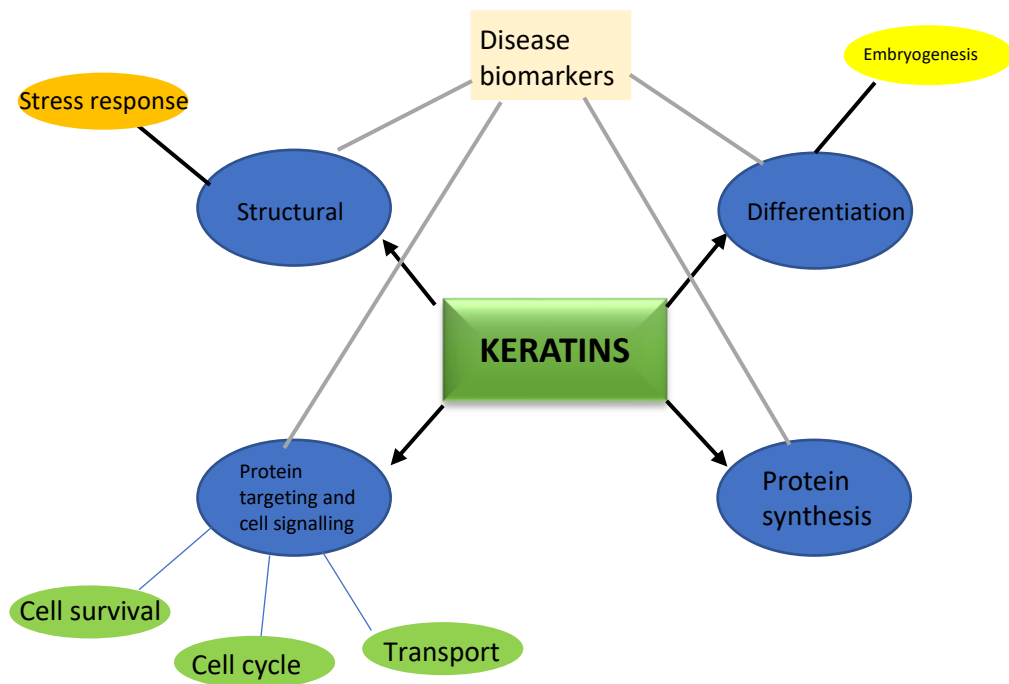 Disease
biomarkers
Embryogenesis
Stress response
Structural
Differentiation
KERATINS
Protein
targeting and
cell signalling
Protein
synthesis
Cell survival
Cell cycle
Transport